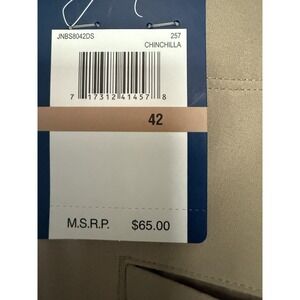 JNBS8042DS 257
CHINCHILLA
7 17312 41457 8
42
M.S.R.P. $65.00